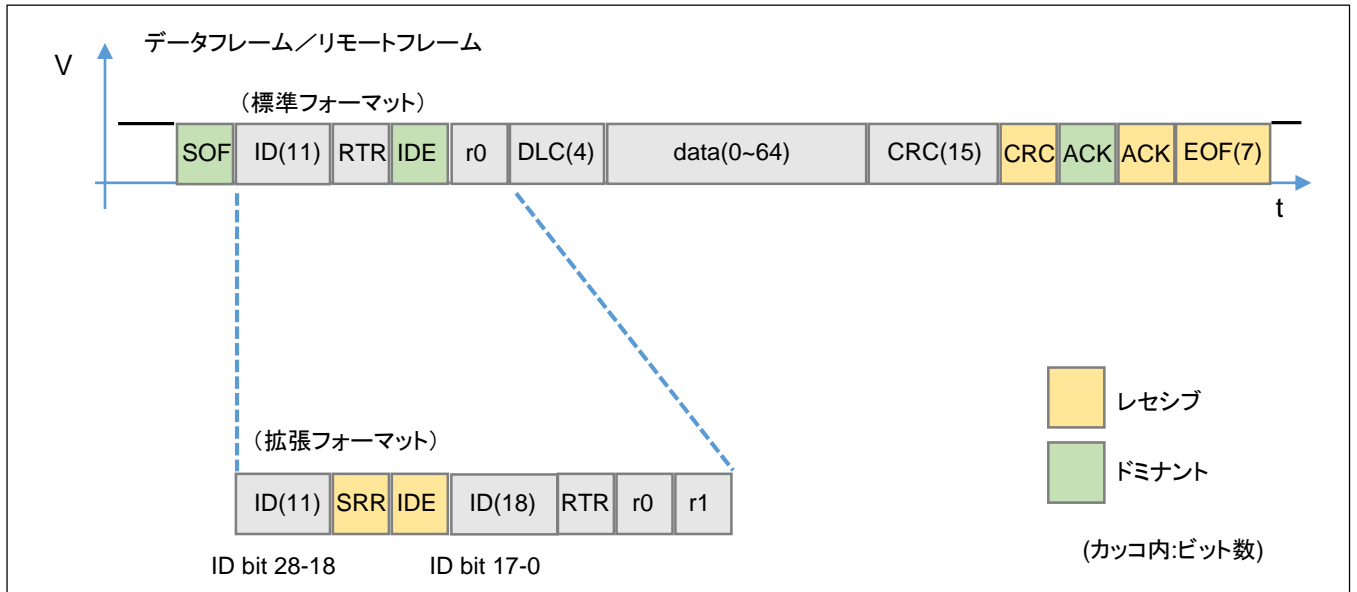 データフレーム／リモートフレーム
V
（標準フォーマット）
SOF ID(11) RTR IDE r0 DLC(4) data(0~64) CRC(15) CRC ACK ACK EOF(7)
t
（拡張フォーマット）
ID(11) SRR IDE ID(18) RTR r0 r1
ID bit 28-18 ID bit 17-0
レセシブ
ドミナント
(カッコ内:ビット数)